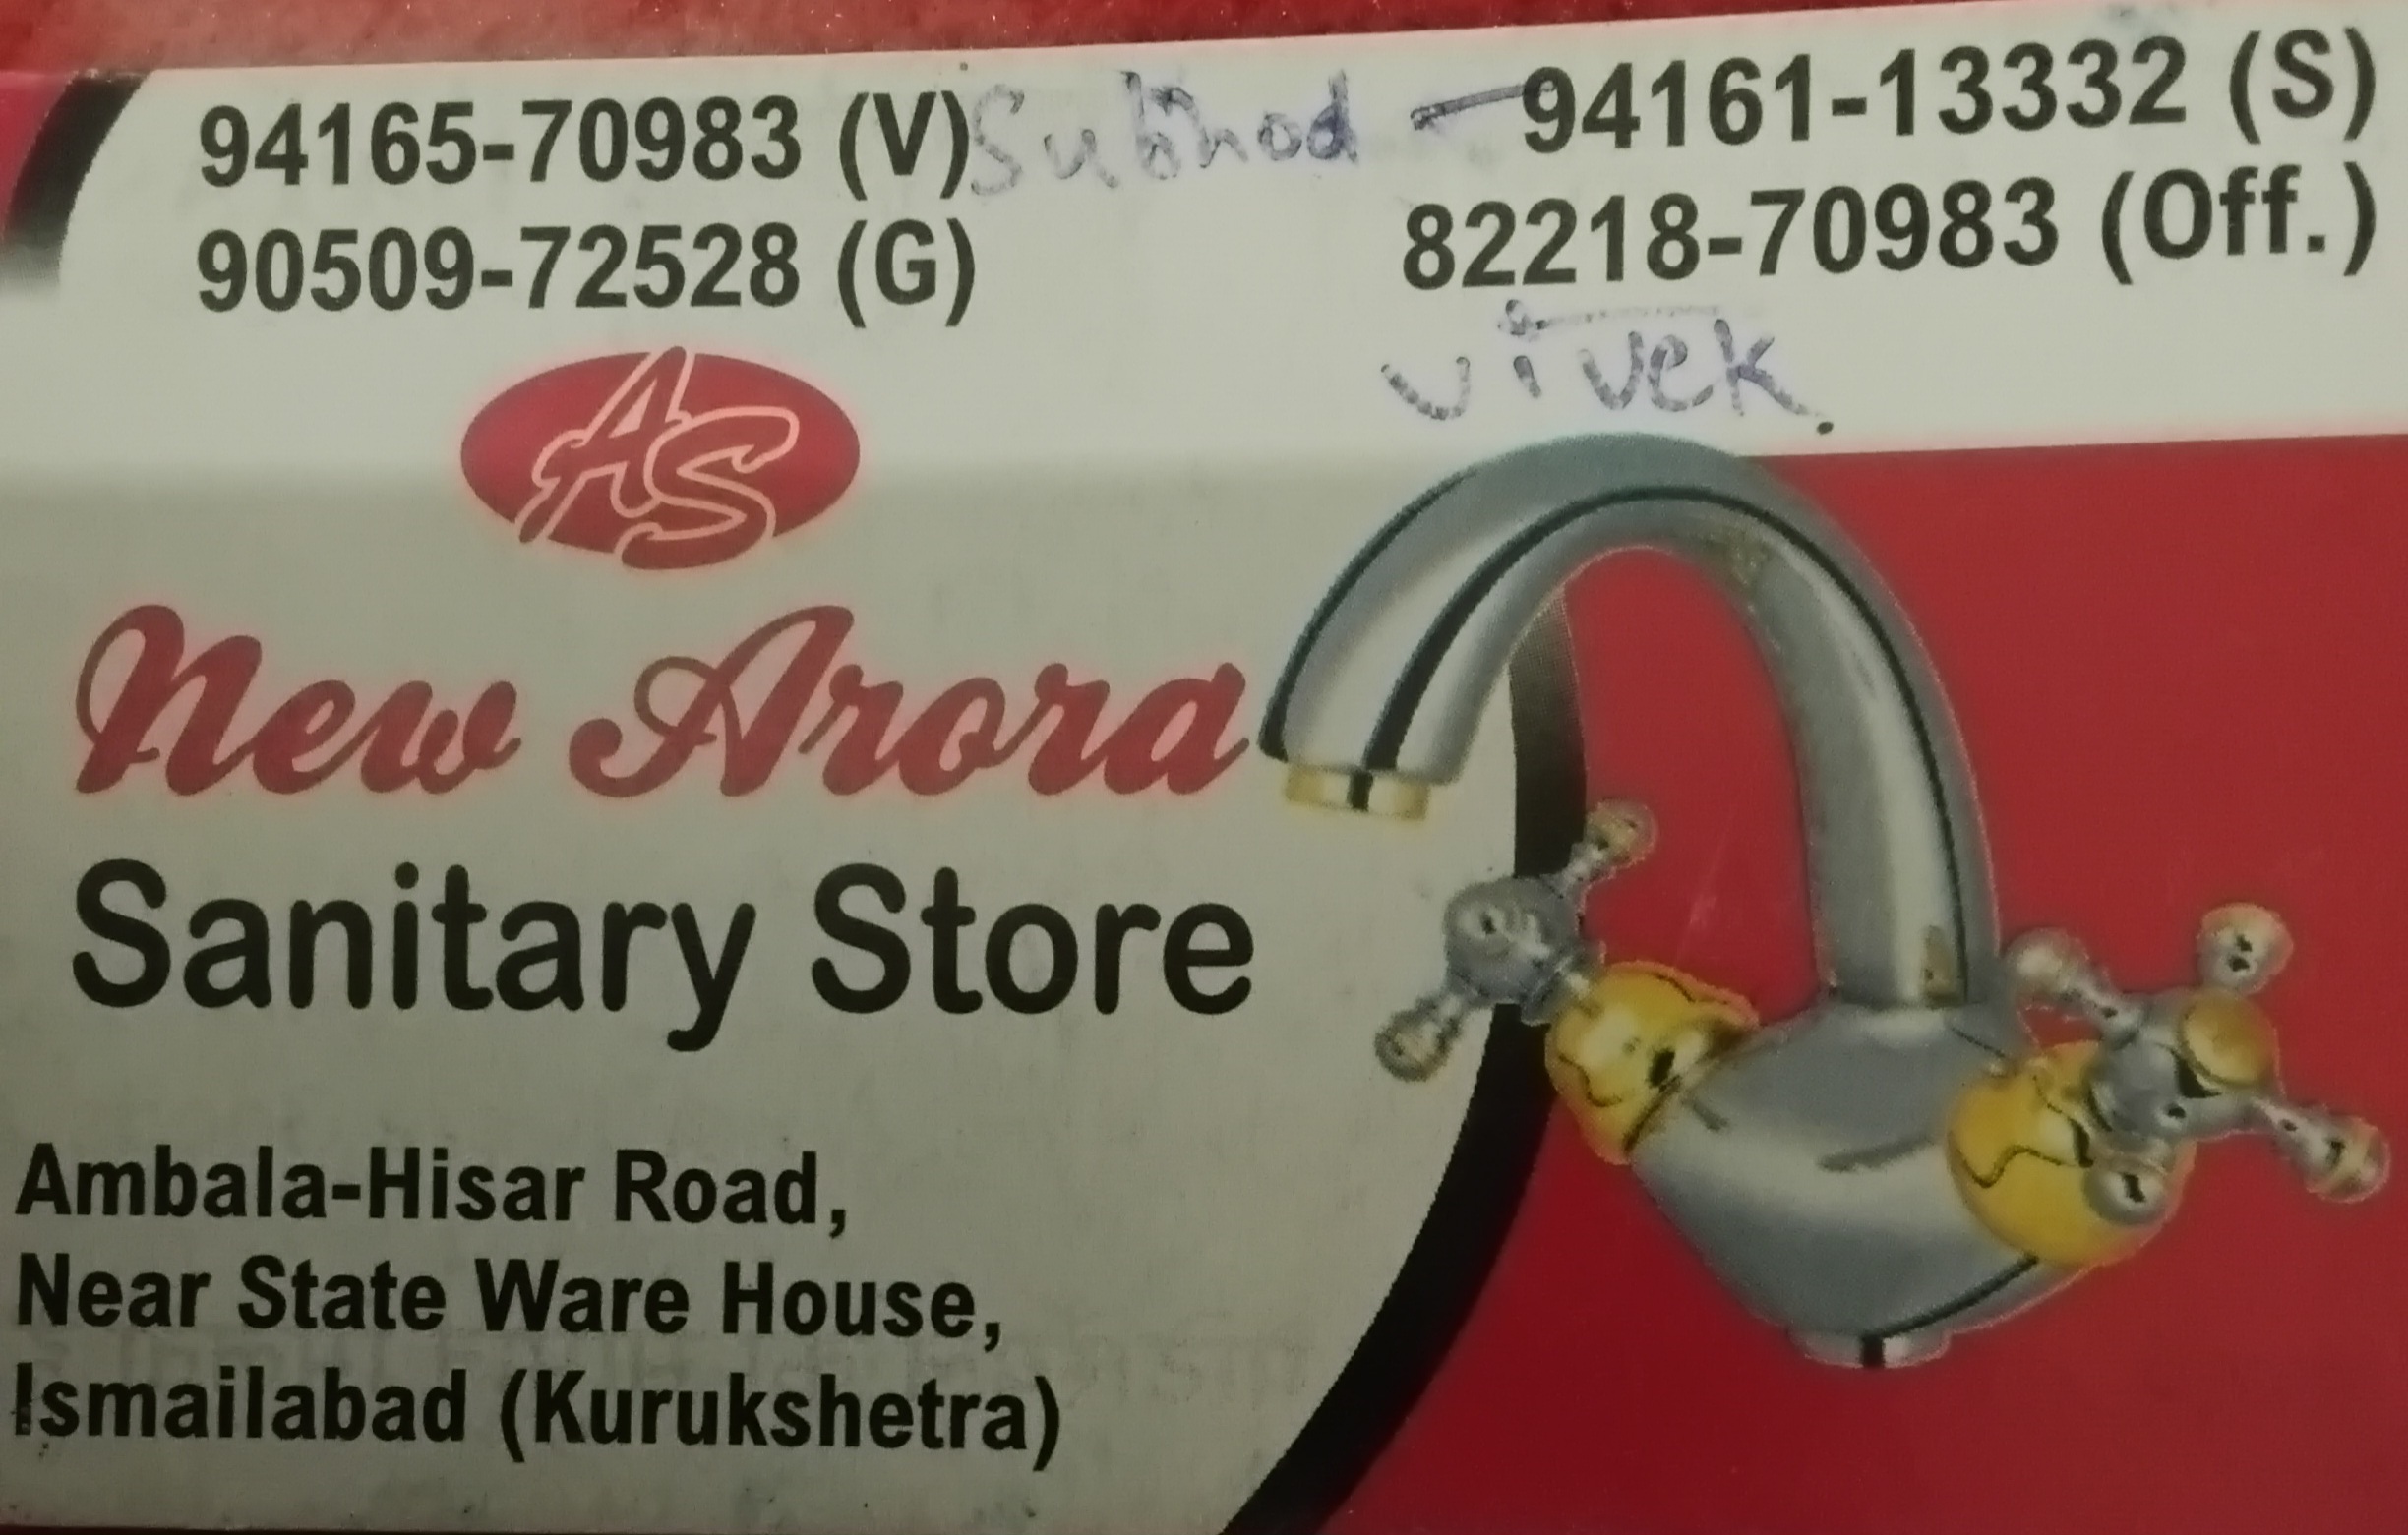 94165-70983 (V) Subhod - 94161-13332 (S)
90509-72528 (G) 82218-70983 (Off.)
vivek.
AS
New Arora
Sanitary Store
Ambala-Hisar Road,
Near State Ware House,
Ismailabad (Kurukshetra)